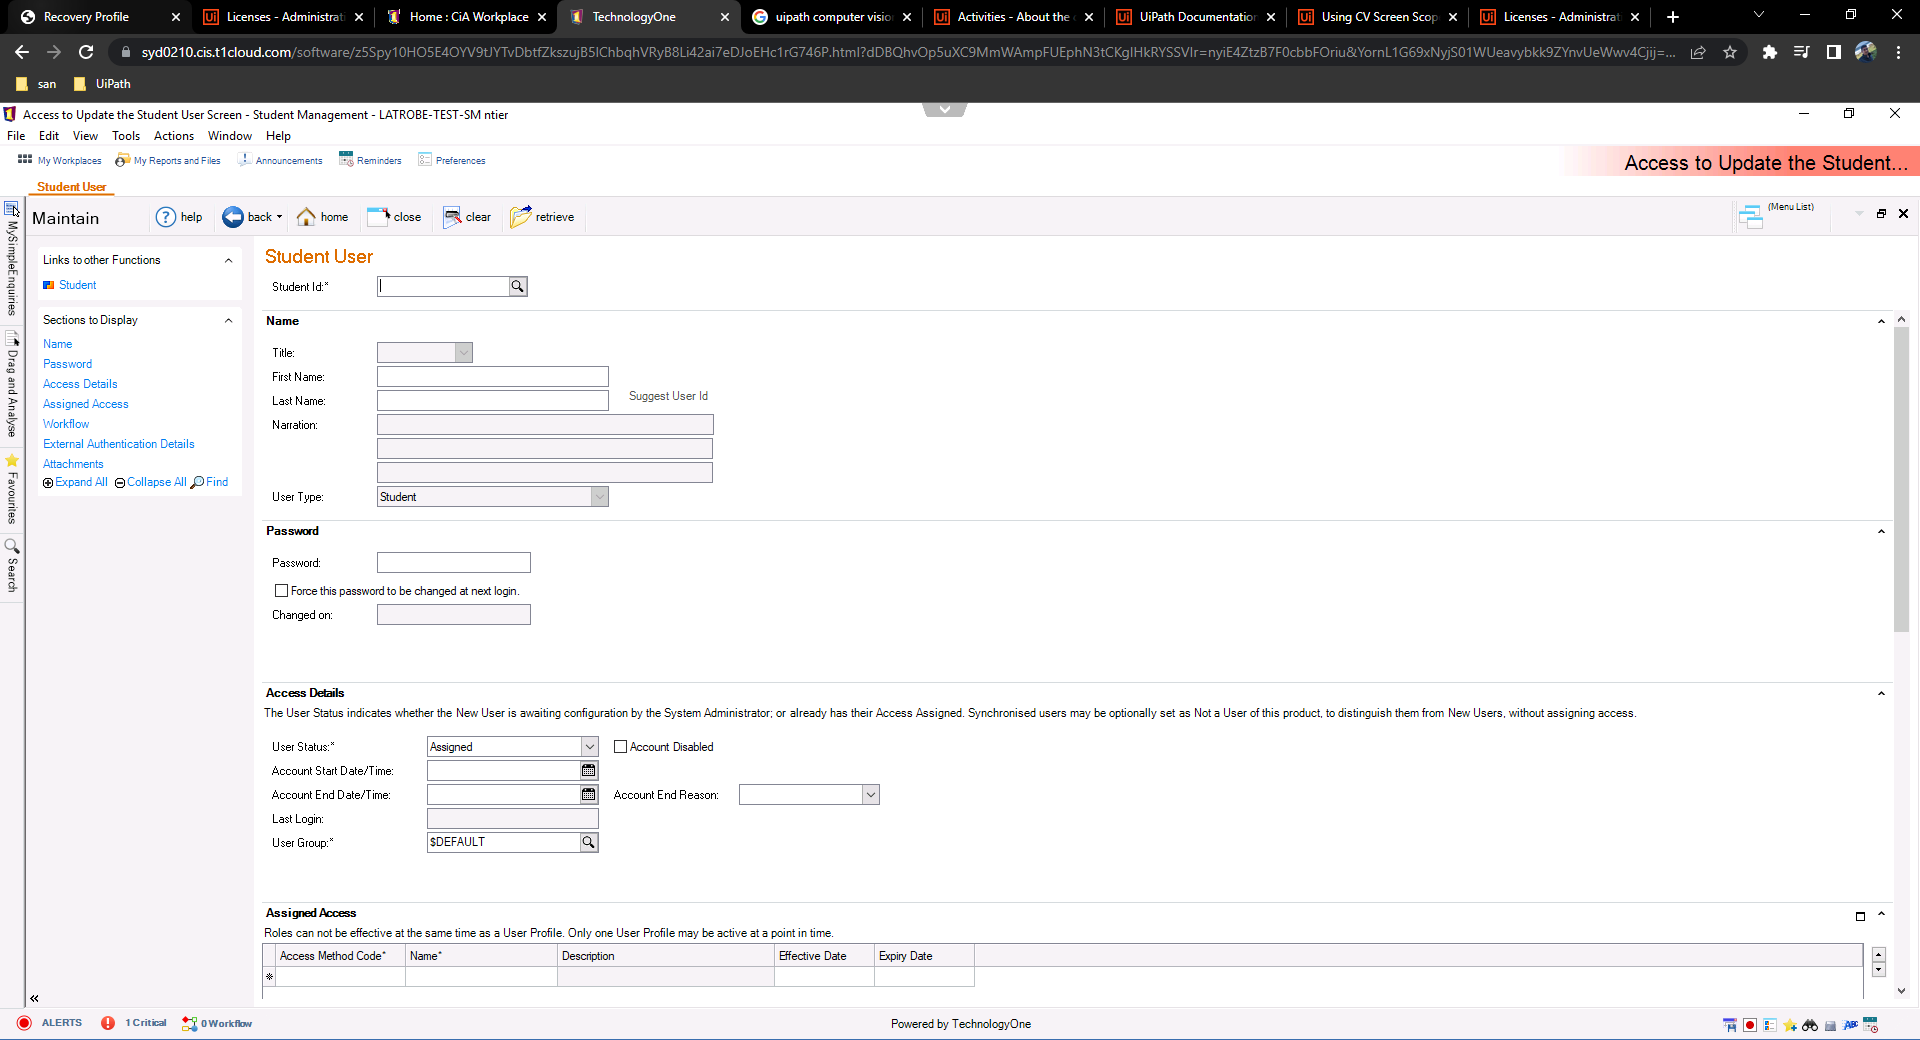 Recovery Profile
Licenses - Administrati
Home : CiA Workplace
TechnologyOne
uipath computer visio
Activities - About the
UiPath Documentation
Using CV Screen Scop
Licenses - Administrat
san
UiPath
Access to Update the Student User Screen - Student Management - LATROBE-TEST-SM ntier
File Edit View Tools Actions Window Help
My Workplaces My Reports and Files Announcements Reminders Preferences
Access to Update the Student...
Student User
Maintain
help back home close clear retrieve
(Menu List)
MySimpleEnquiries
Drag and Analyse
Favourites
Search
Links to other Functions
Student
Sections to Display
Name
Password
Access Details
Assigned Access
Workflow
External Authentication Details
Attachments
Expand All Collapse All Find
Student User
Student Id:*
Name
Title:
First Name:
Last Name:
Suggest User Id
Narration:
User Type: Student
Password
Password:
Force this password to be changed at next login.
Changed on:
Access Details
The User Status indicates whether the New User is awaiting configuration by the System Administrator; or already has their Access Assigned. Synchronised users may be optionally set as Not a User of this product, to distinguish them from New Users, without assigning access.
User Status:* Assigned Account Disabled
Account Start Date/Time:
Account End Date/Time: Account End Reason:
Last Login:
User Group:* $DEFAULT
Assigned Access
Roles can not be effective at the same time as a User Profile. Only one User Profile may be active at a point in time.
Access Method Code* Name* Description Effective Date Expiry Date
ALERTS 1 Critical 0 Workflow
Powered by TechnologyOne